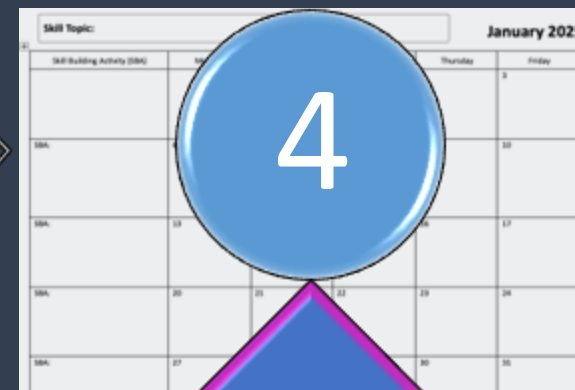 Skill Topic:
January 202
Skill Building Activity (SBA) Thursday Friday
3
SBA: 10
4
SBA: 13 16 17
SBA: 20 21 22 23 24
SBA: 27 30 31